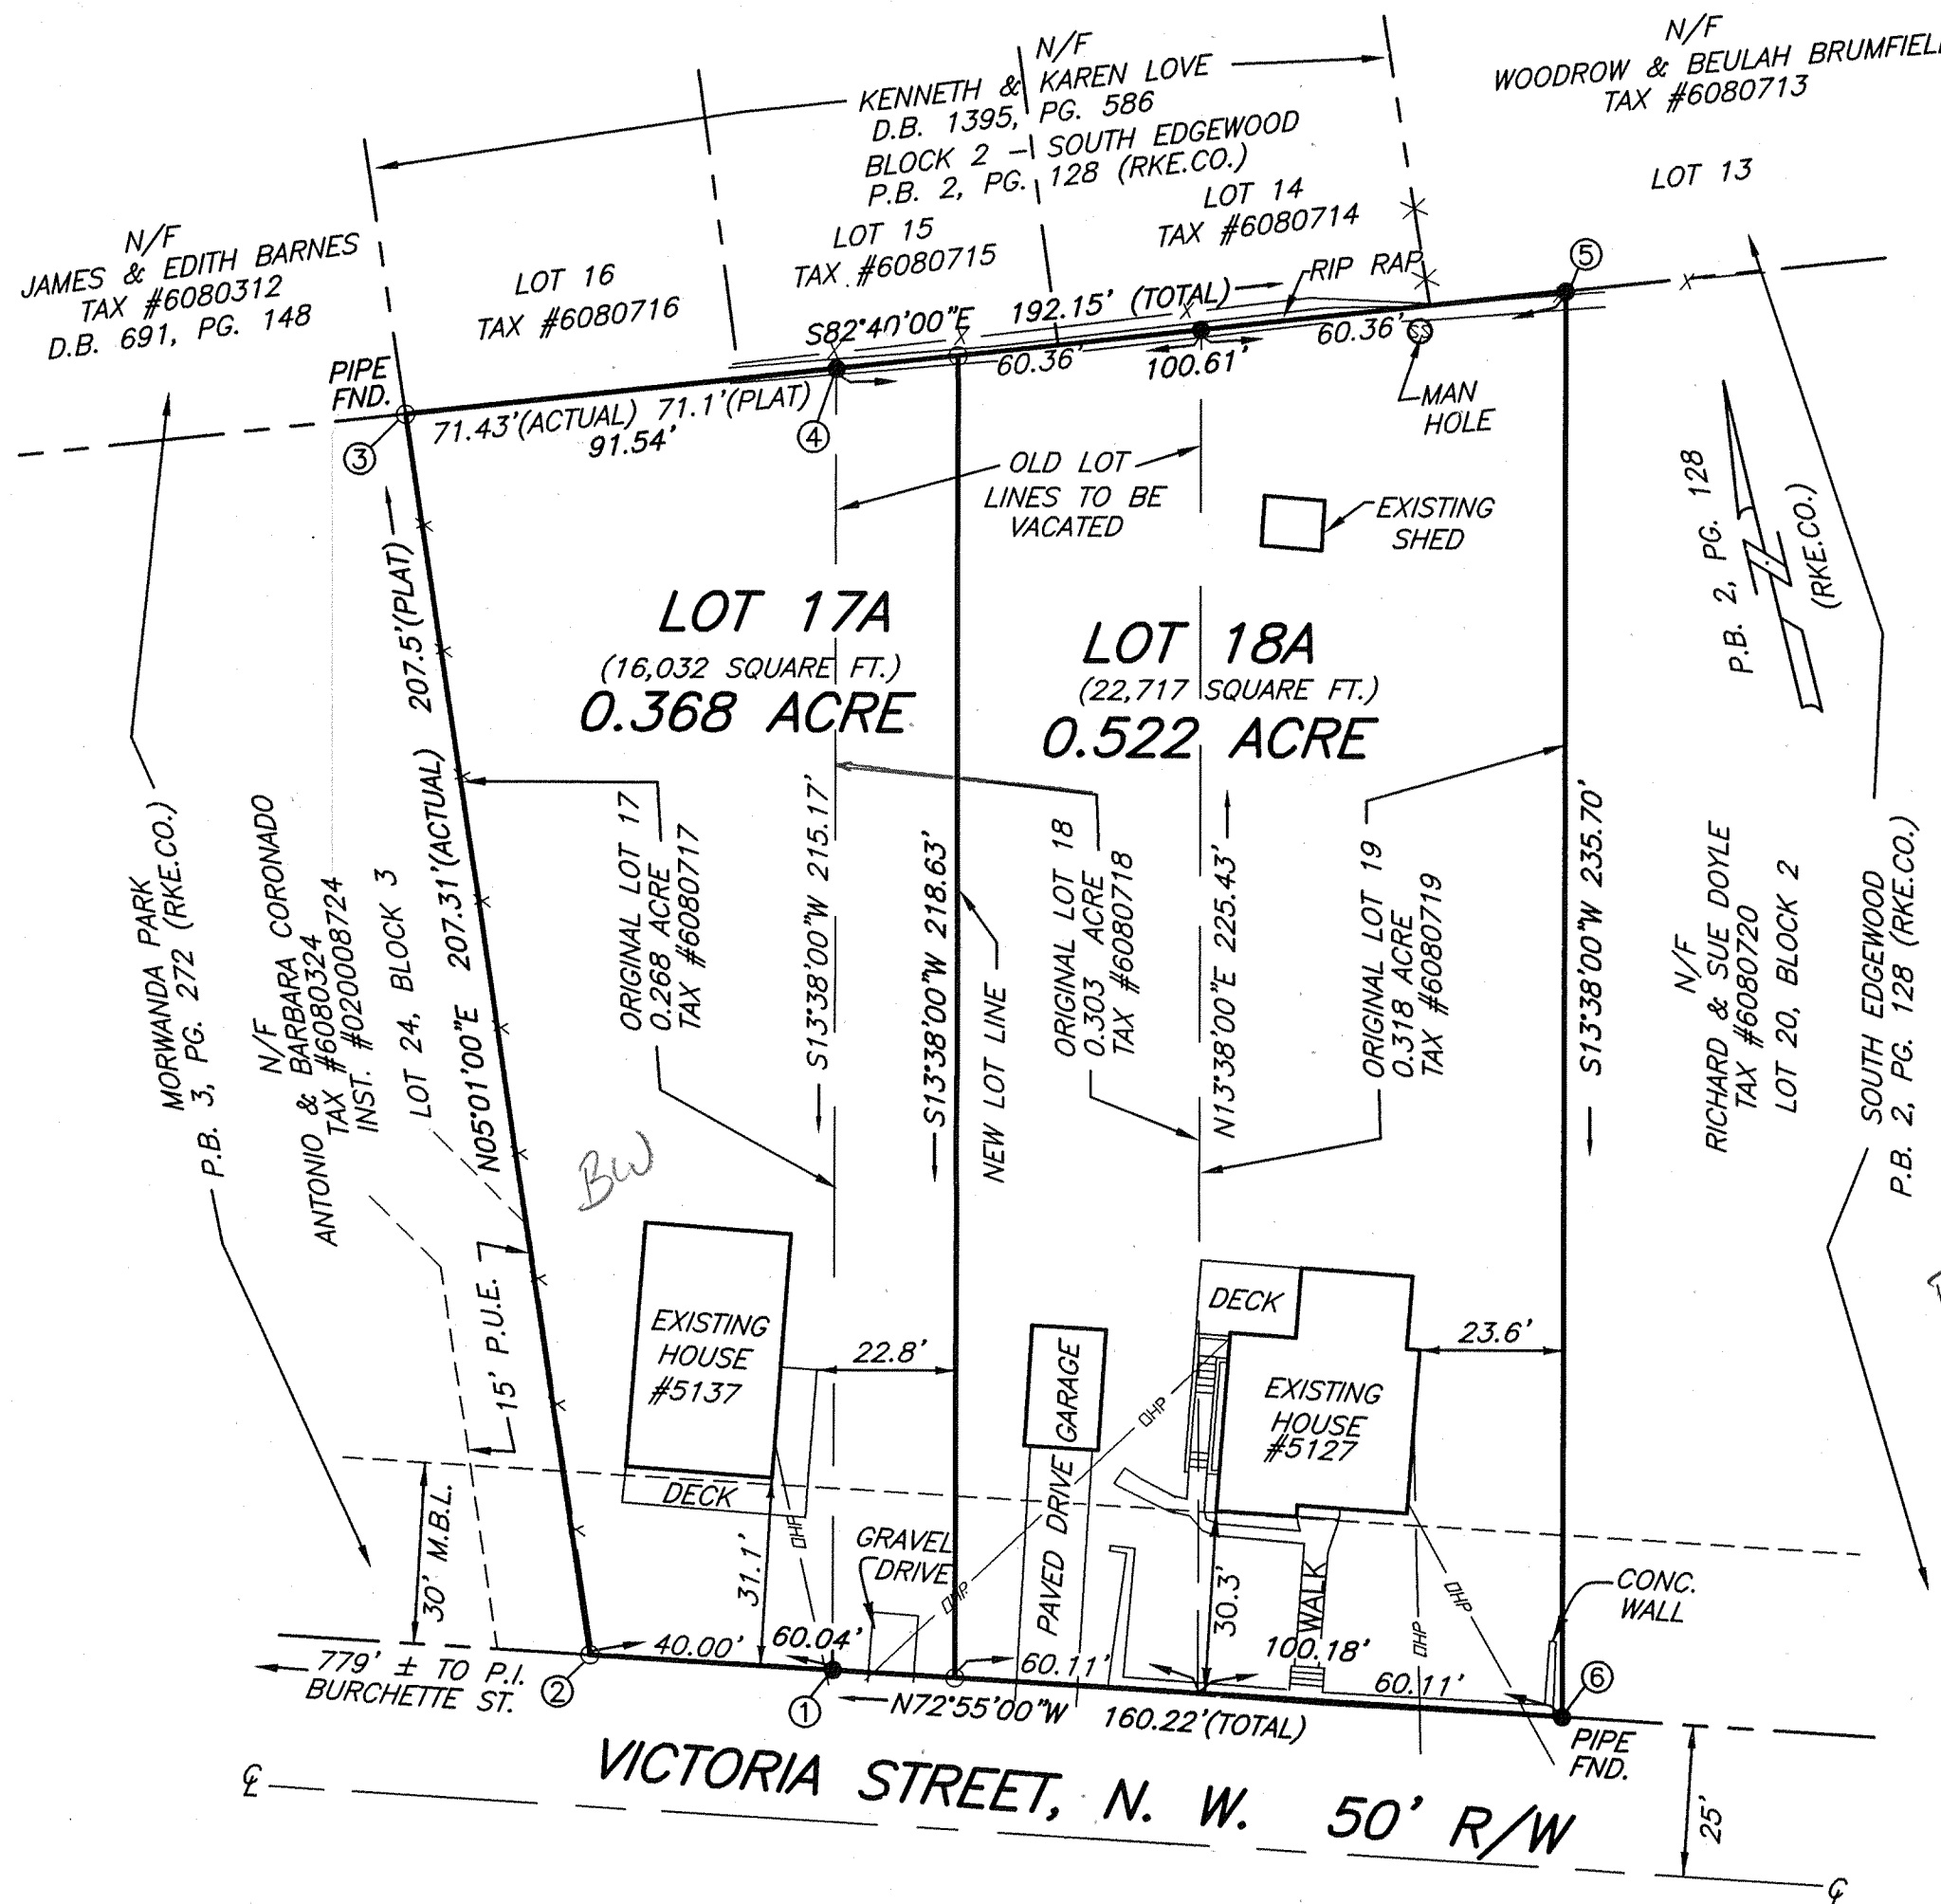 N/F
KENNETH & KAREN LOVE
D.B. 1395, PG. 586
BLOCK 2 - SOUTH EDGEWOOD
P.B. 2, PG. 128 (RKE.CO.)
N/F
WOODROW & BEULAH BRUMFIEL
TAX #6080713
LOT 13
N/F
JAMES & EDITH BARNES
TAX #6080312
D.B. 691, PG. 148
LOT 16
TAX #6080716
LOT 15
TAX #6080715
LOT 14
TAX #6080714
RIP RAP
5
S82°40'00"E 192.15' (TOTAL)
PIPE
FND.
3
71.43'(ACTUAL) 71.1'(PLAT)
91.54'
4
60.36'
100.61'
60.36'
SS
MAN
HOLE
OLD LOT
LINES TO BE
VACATED
EXISTING
SHED
P.B. 2, PG. 128
(RKE.CO.)
N
LOT 17A
(16,032 SQUARE FT.)
0.368 ACRE
LOT 18A
(22,717 SQUARE FT.)
0.522 ACRE
MORWANDA PARK
P.B. 3, PG. 272 (RKE.CO.)
N/F
ANTONIO & BARBARA CORONADO
TAX #6080324
INST. #020008724
LOT 24, BLOCK 3
N05°01'00"E 207.31'(ACTUAL) 207.5'(PLAT)
ORIGINAL LOT 17
0.268 ACRE
TAX #6080717
S13°38'00"W 215.17'
S13°38'00"W 218.63'
NEW LOT LINE
ORIGINAL LOT 18
0.303 ACRE
TAX #6080718
N13°38'00"E 225.43'
ORIGINAL LOT 19
0.318 ACRE
TAX #6080719
S13°38'00"W 235.70'
N/F
RICHARD & SUE DOYLE
TAX #6080720
LOT 20, BLOCK 2
SOUTH EDGEWOOD
P.B. 2, PG. 128 (RKE.CO.)
BW
15' P.U.E.
EXISTING
HOUSE
#5137
DECK
22.8'
GARAGE
PAVED DRIVE
DECK
EXISTING
HOUSE
#5127
23.6'
OHP
OHP
OHP
OHP
OHP
30' M.B.L.
31.1'
GRAVEL
DRIVE
30.3'
WALK
CONC.
WALL
779' ± TO P.I.
BURCHETTE ST.
2
40.00'
60.04'
1
60.11'
100.18'
60.11'
6
N72°55'00"W 160.22'(TOTAL)
PIPE
FND.
VICTORIA STREET, N. W. 50' R/W
25'
℄
℄